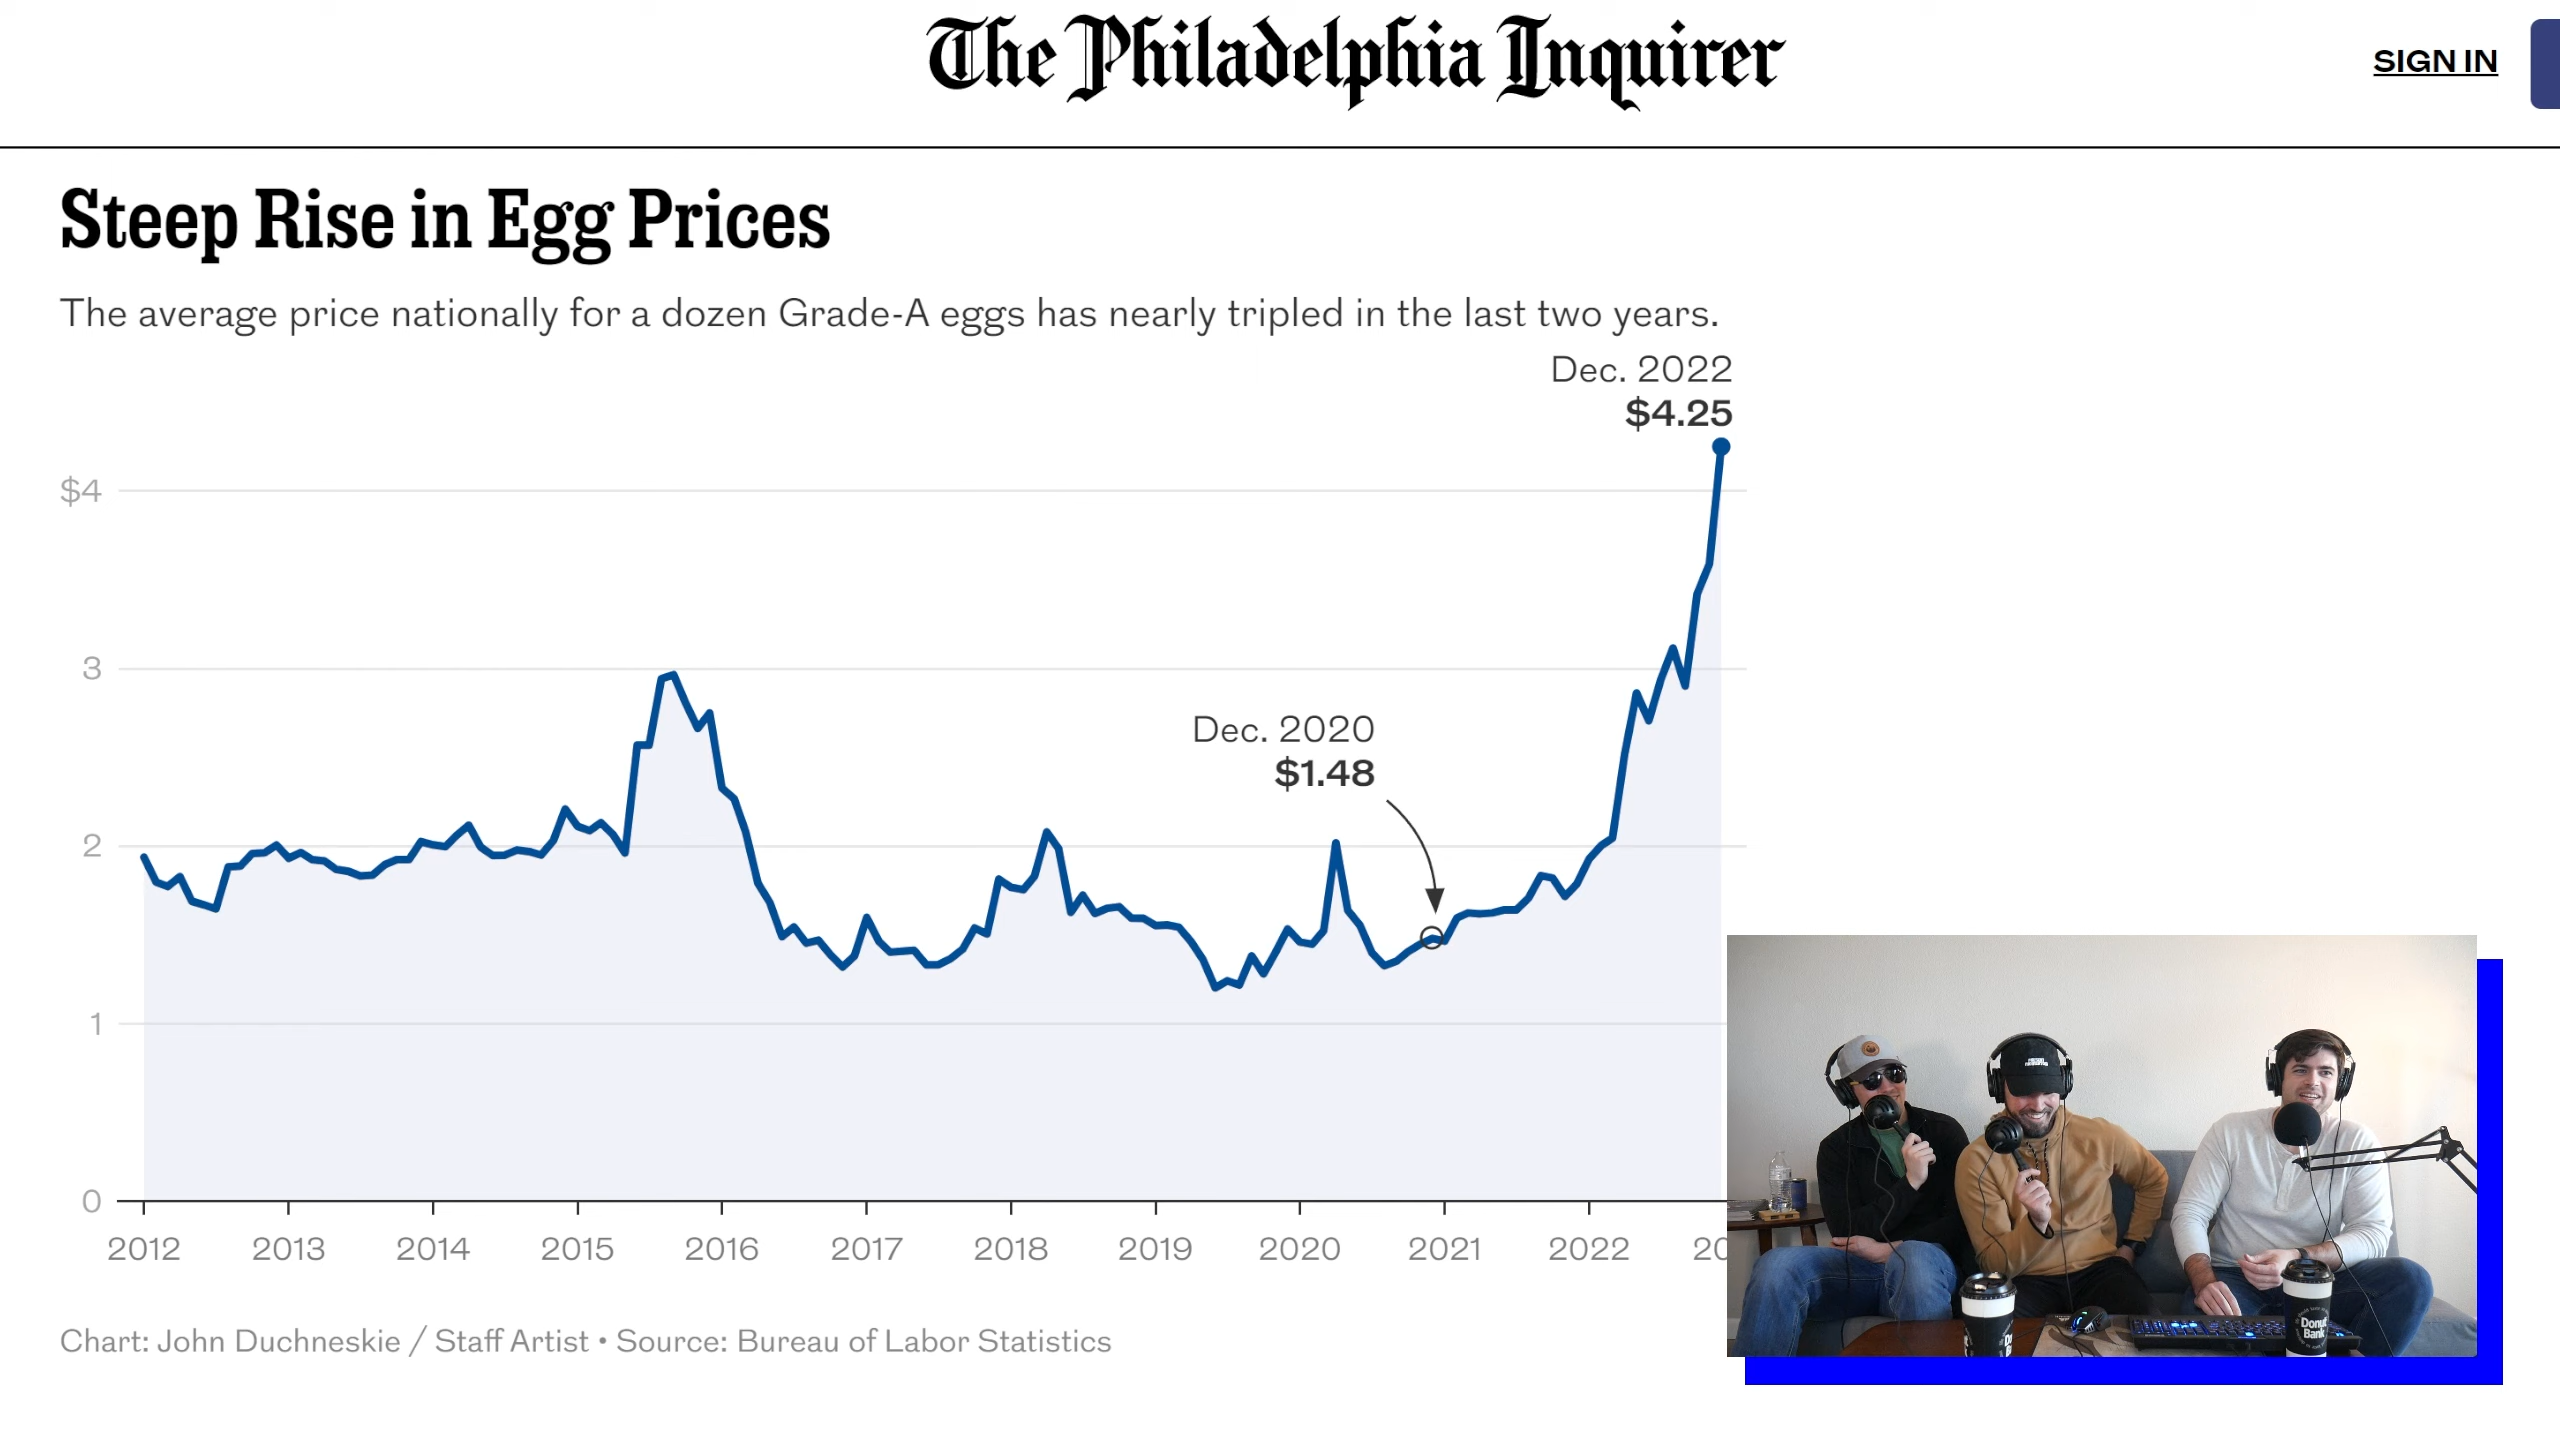 The Philadelphia Inquirer
SIGN IN
Steep Rise in Egg Prices
The average price nationally for a dozen Grade-A eggs has nearly tripled in the last two years.
Dec. 2022
$4.25
$4
3
Dec. 2020
$1.48
2
1
0
2012 2013 2014 2015 2016 2017 2018 2019 2020 2021 2022 20
Chart: John Duchneskie / Staff Artist • Source: Bureau of Labor Statistics
Donut
Bank